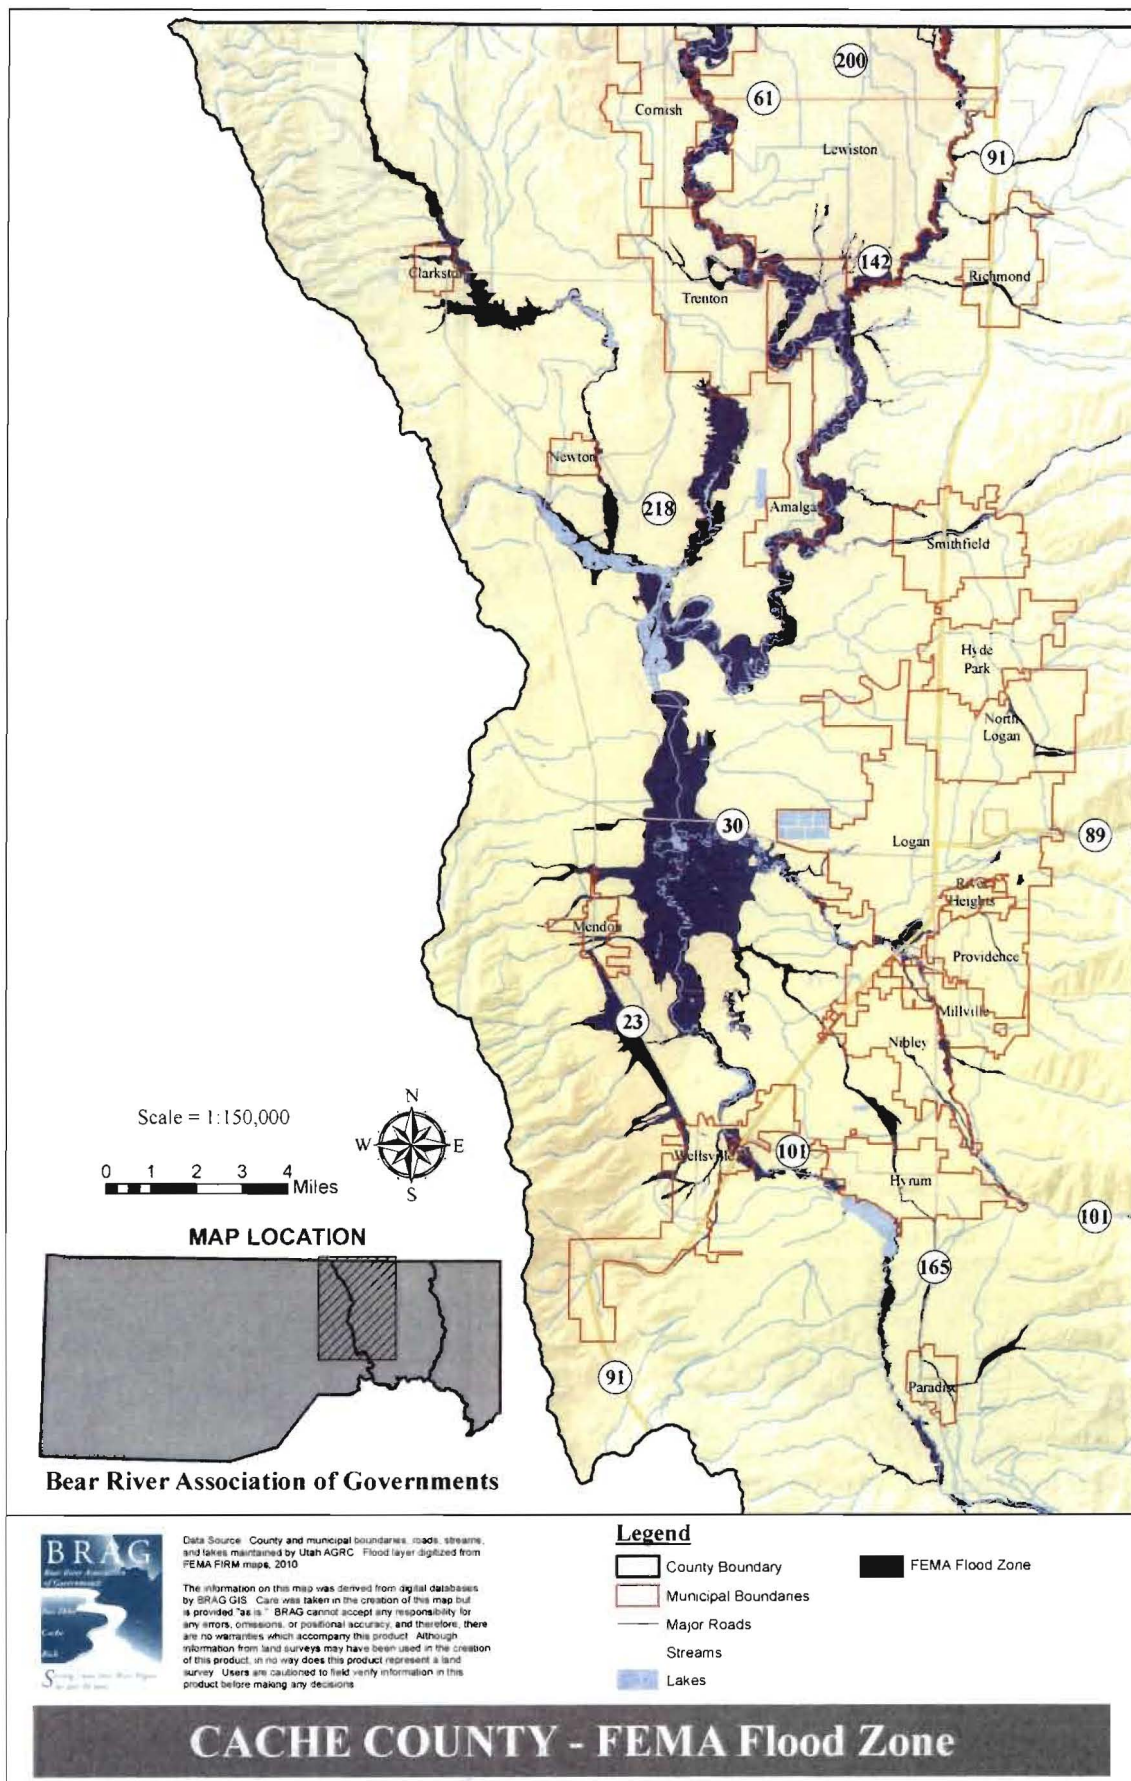 200
61
Cornish
Lewiston
91
142
Clarkston
Trenton
Richmond
Newton
218
Amalga
Smithfield
Hyde
Park
North
Logan
30
Logan
89
River
Heights
Mendon
Providence
23
Millville
Nibley
Scale = 1:150,000
N
W E
S
0 1 2 3 4
Miles
Wellsville
101
Hyrum
101
165
MAP LOCATION
91
Paradise
Bear River Association of Governments
BRAG
Bear River Association
of Governments
Box Elder
Cache
Rich
Data Source County and municipal boundaries, roads, streams,
and lakes maintained by Utah AGRC Flood layer digitized from
FEMA FIRM maps, 2010
The information on this map was derived from digital databases
by BRAG GIS Care was taken in the creation of this map but
is provided "as is." BRAG cannot accept any responsibility for
any errors, omissions, or positional accuracy, and therefore, there
are no warranties which accompany this product Although
information from land surveys may have been used in the creation
of this product, in no way does this product represent a land
survey Users are cautioned to field verify information in this
product before making any decisions
Legend
County Boundary
FEMA Flood Zone
Municipal Boundaries
Major Roads
Streams
Lakes
CACHE COUNTY - FEMA Flood Zone